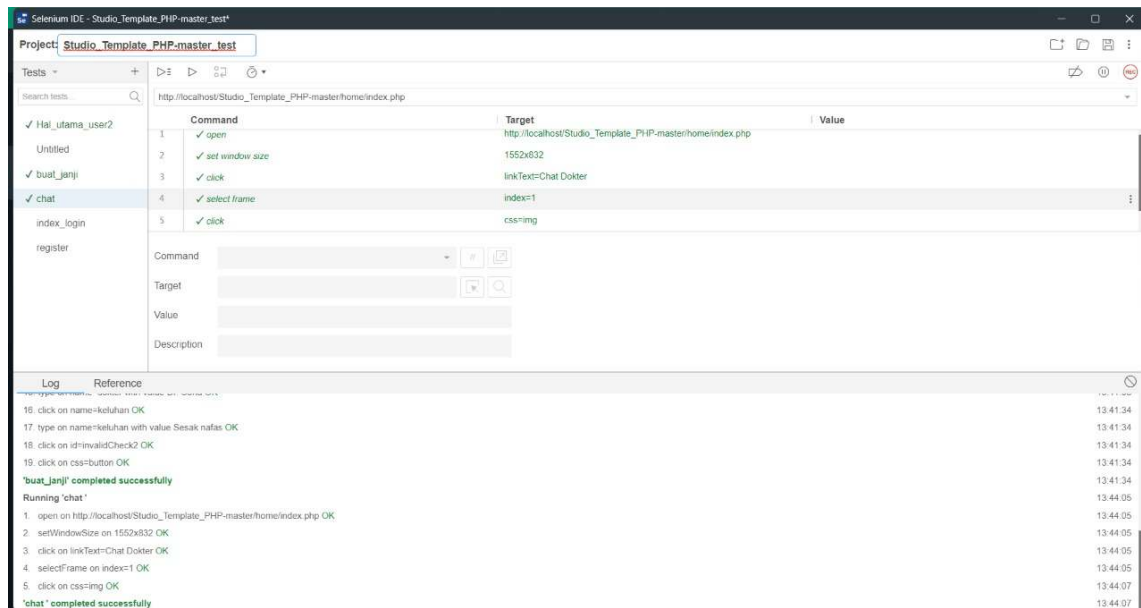 Selenium IDE - Studio_Template_PHP-master_test*
Project: Studio_Template_PHP-master_test
Tests
Search tests...
http://localhost/Studio_Template_PHP-master/home/index.php
Command Target Value
✓ Hal_utama_user2
Untitled
✓ buat_janji
✓ chat
index_login
register
1 ✓ open http://localhost/Studio_Template_PHP-master/home/index.php
2 ✓ set window size 1552x832
3 ✓ click linkText=Chat Dokter
4 ✓ select frame index=1
5 ✓ click css=img
Command //
Target
Value
Description
Log Reference
16. click on name=keluhan OK 13:41:34
17. type on name=keluhan with value Sesak nafas OK 13:41:34
18. click on id=invalidCheck2 OK 13:41:34
19. click on css=button OK 13:41:34
'buat_janji' completed successfully 13:41:34
Running 'chat ' 13:44:05
1. open on http://localhost/Studio_Template_PHP-master/home/index.php OK 13:44:05
2. setWindowSize on 1552x832 OK 13:44:05
3. click on linkText=Chat Dokter OK 13:44:05
4. selectFrame on index=1 OK 13:44:05
5. click on css=img OK 13:44:07
'chat ' completed successfully 13:44:07